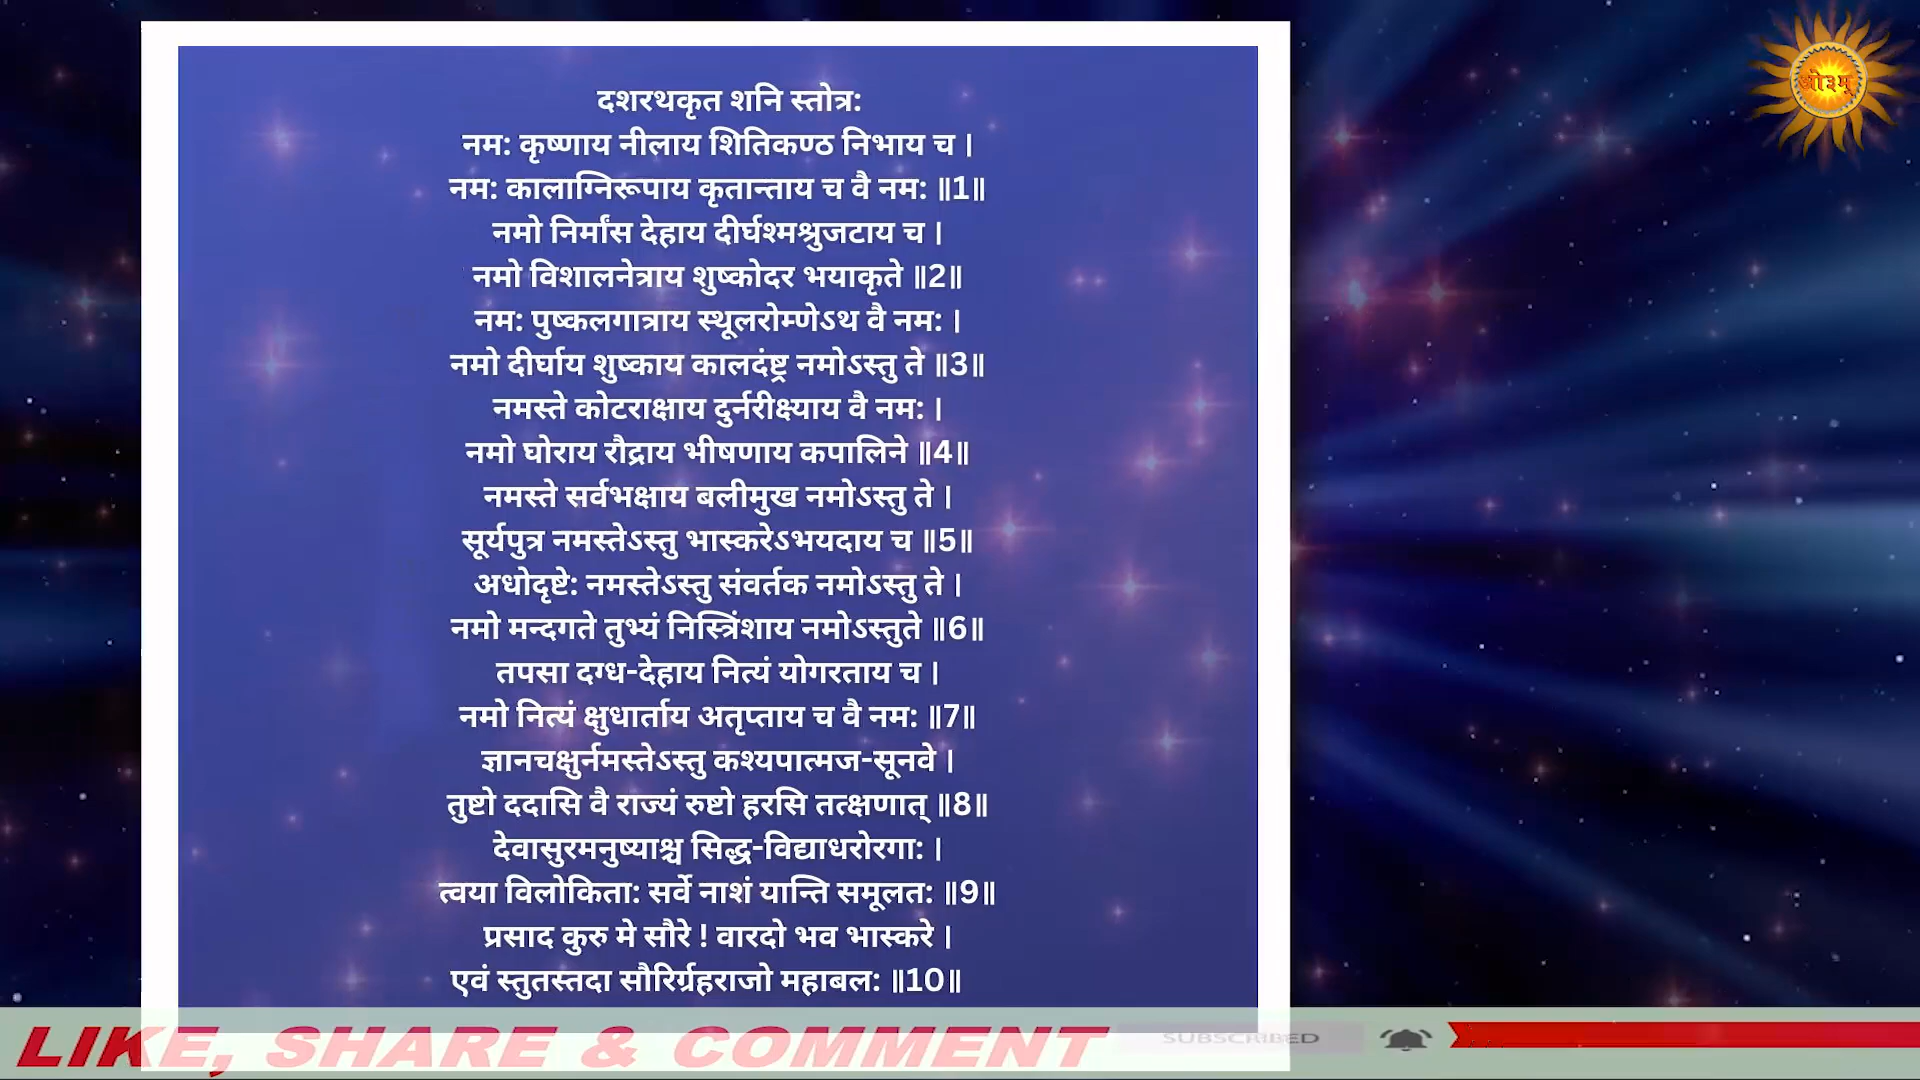 दशरथकृत शनि स्तोत्र:
नम: कृष्णाय नीलाय शितिकण्ठ निभाय च ।
नम: कालाग्निरूपाय कृतान्ताय च वै नम: ॥1॥
नमो निर्मांस देहाय दीर्घश्मश्रुजटाय च ।
नमो विशालनेत्राय शुष्कोदर भयाकृते ॥2॥
नम: पुष्कलगात्राय स्थूलरोम्णेऽथ वै नम: ।
नमो दीर्घाय शुष्काय कालदंष्ट्र नमोऽस्तु ते ॥3॥
नमस्ते कोटराक्षाय दुर्नरीक्ष्याय वै नम: ।
नमो घोराय रौद्राय भीषणाय कपालिने ॥4॥
नमस्ते सर्वभक्षाय बलीमुख नमोऽस्तु ते ।
सूर्यपुत्र नमस्तेऽस्तु भास्करेऽभयदाय च ॥5॥
अधोदृष्टे: नमस्तेऽस्तु संवर्तक नमोऽस्तु ते ।
नमो मन्दगते तुभ्यं निस्त्रिंशाय नमोऽस्तुते ॥6॥
तपसा दग्ध-देहाय नित्यं योगरताय च ।
नमो नित्यं क्षुधार्ताय अतृप्ताय च वै नम: ॥7॥
ज्ञानचक्षुर्नमस्तेऽस्तु कश्यपात्मज-सूनवे ।
तुष्टो ददासि वै राज्यं रुष्टो हरसि तत्क्षणात् ॥8॥
देवासुरमनुष्याश्च सिद्ध-विद्याधरोरगा: ।
त्वया विलोकिता: सर्वे नाशं यान्ति समूलत: ॥9॥
प्रसाद कुरु मे सौरे ! वारदो भव भास्करे ।
एवं स्तुतस्तदा सौरिर्ग्रहराजो महाबल: ॥10॥
ओ३म्
LIKE, SHARE & COMMENT
SUBSCRIBED